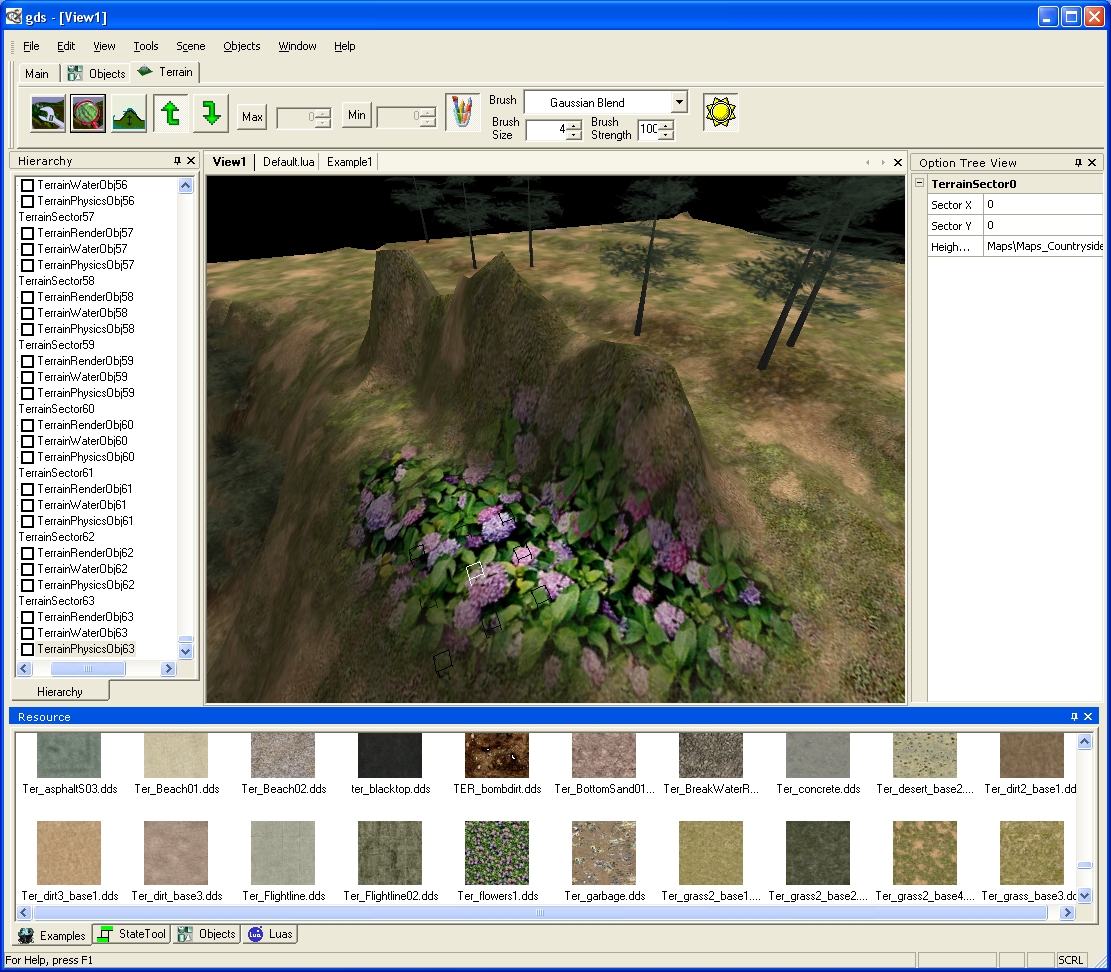 gds - [View1]
File Edit View Tools Scene Objects Window Help
Main Objects Terrain
Max 0 Min 0 Brush Gaussian Blend
Brush Size 4 Brush Strength 100
Hierarchy
TerrainWaterObj56
TerrainPhysicsObj56
TerrainSector57
TerrainRenderObj57
TerrainWaterObj57
TerrainPhysicsObj57
TerrainSector58
TerrainRenderObj58
TerrainWaterObj58
TerrainPhysicsObj58
TerrainSector59
TerrainRenderObj59
TerrainWaterObj59
TerrainPhysicsObj59
TerrainSector60
TerrainRenderObj60
TerrainWaterObj60
TerrainPhysicsObj60
TerrainSector61
TerrainRenderObj61
TerrainWaterObj61
TerrainPhysicsObj61
TerrainSector62
TerrainRenderObj62
TerrainWaterObj62
TerrainPhysicsObj62
TerrainSector63
TerrainRenderObj63
TerrainWaterObj63
TerrainPhysicsObj63
Hierarchy
View1 Default.lua Example1
Option Tree View
TerrainSector0
Sector X 0
Sector Y 0
Heigh... Maps\Maps_Countryside
Resource
Ter_asphaltS03.dds Ter_Beach01.dds Ter_Beach02.dds ter_blacktop.dds TER_bombdirt.dds Ter_BottomSand01... Ter_BreakWaterR... Ter_concrete.dds Ter_desert_base2.... Ter_dirt2_base1.dd
Ter_dirt3_base1.dds Ter_dirt_base3.dds Ter_Flightline.dds Ter_Flightline02.dds Ter_flowers1.dds Ter_garbage.dds Ter_grass2_base1.... Ter_grass2_base2.... Ter_grass2_base4.... Ter_grass_base3.dd
Examples StateTool Objects Luas
For Help, press F1
SCRL